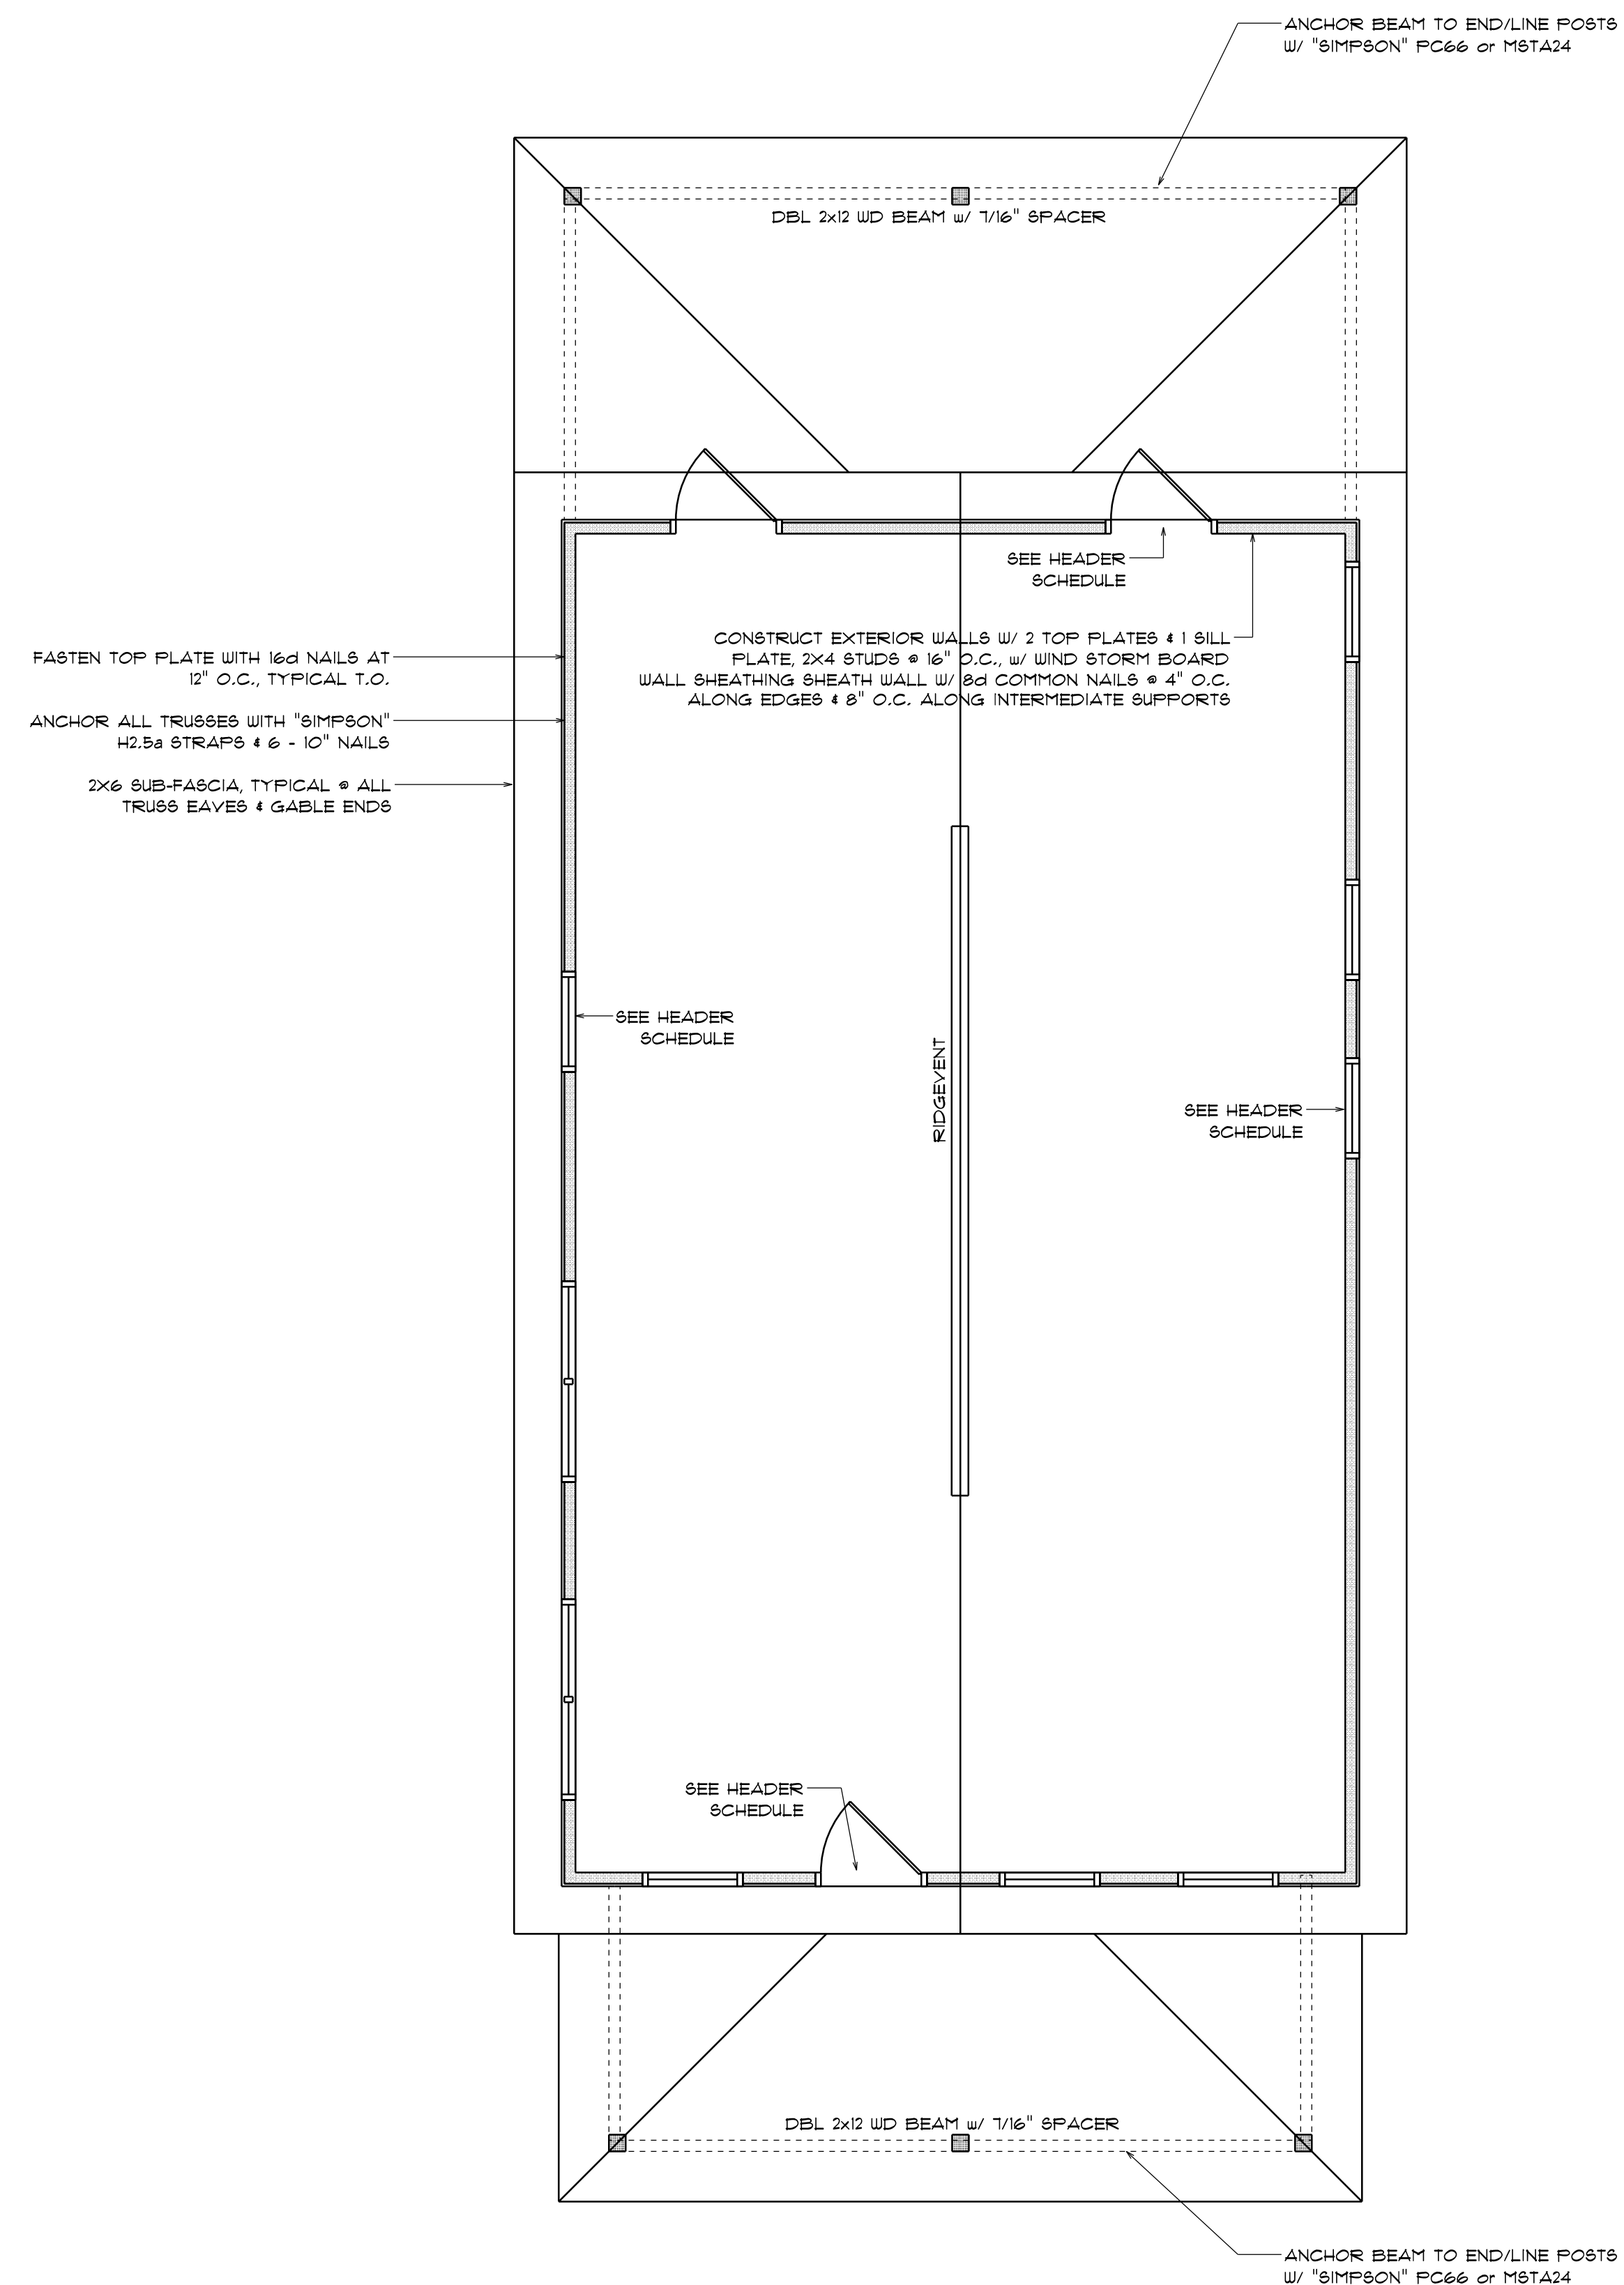 ANCHOR BEAM TO END/LINE POSTS
W/ "SIMPSON" PC66 or MSTA24
DBL 2x12 WD BEAM w/ 7/16" SPACER
SEE HEADER
SCHEDULE
CONSTRUCT EXTERIOR WALLS W/ 2 TOP PLATES & 1 SILL
PLATE, 2X4 STUDS @ 16" O.C., w/ WIND STORM BOARD
WALL SHEATHING SHEATH WALL W/ 8d COMMON NAILS @ 4" O.C.
ALONG EDGES & 8" O.C. ALONG INTERMEDIATE SUPPORTS
FASTEN TOP PLATE WITH 16d NAILS AT
12" O.C., TYPICAL T.O.
ANCHOR ALL TRUSSES WITH "SIMPSON"
H2.5a STRAPS & 6 - 10" NAILS
2X6 SUB-FASCIA, TYPICAL @ ALL
TRUSS EAVES & GABLE ENDS
SEE HEADER
SCHEDULE
RIDGEVENT
SEE HEADER
SCHEDULE
SEE HEADER
SCHEDULE
DBL 2x12 WD BEAM w/ 7/16" SPACER
ANCHOR BEAM TO END/LINE POSTS
W/ "SIMPSON" PC66 or MSTA24